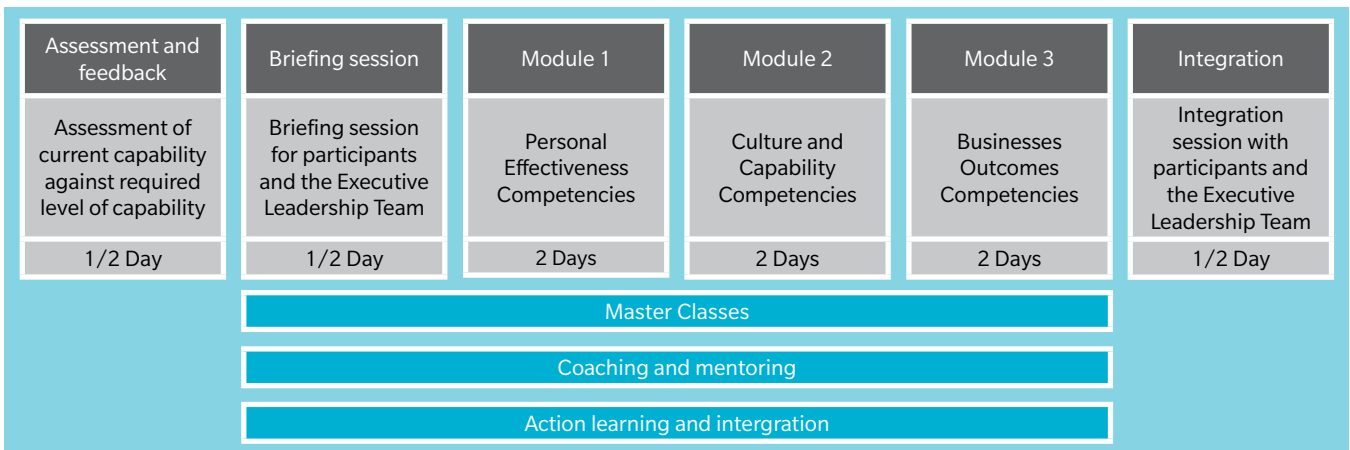 Assessment and
feedback
Assessment of
current capability
against required
level of capability
1/2 Day
Briefing session
Briefing session
for participants
and the Executive
Leadership Team
1/2 Day
Module 1
Personal
Effectiveness
Competencies
2 Days
Module 2
Culture and
Capability
Competencies
2 Days
Module 3
Businesses
Outcomes
Competencies
2 Days
Integration
Integration
session with
participants and
the Executive
Leadership Team
1/2 Day
Master Classes
Coaching and mentoring
Action learning and intergration